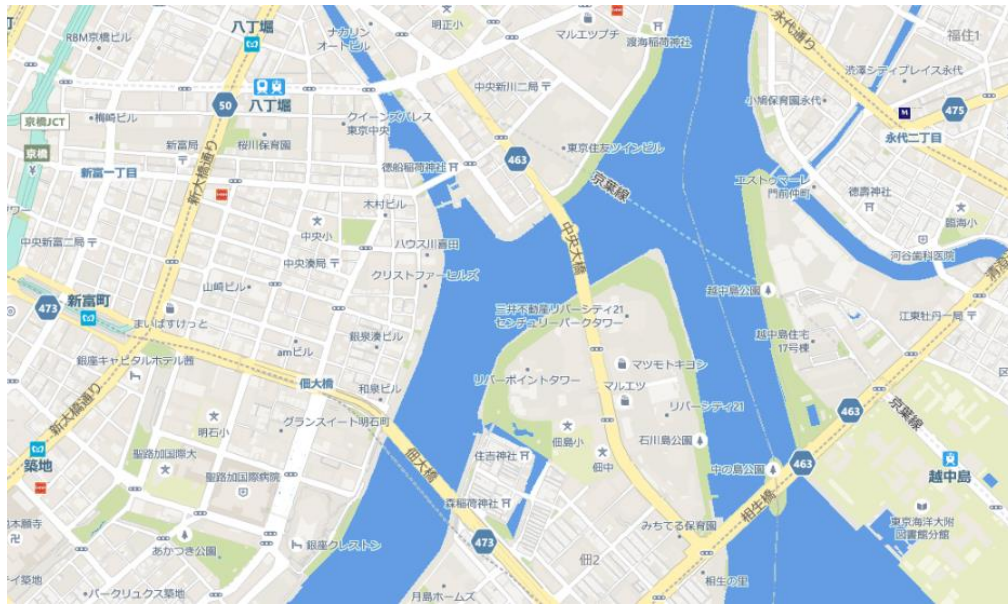 八丁堀
明正小
マルエツプチ
渡海稲荷神社
永代通り
福住1
RBM京橋ビル
ナカリン
オートビル
渋澤シティプレイス永代
八丁堀
中央新川二局
50
クイーンズパレス
東京中央
小鳩保育園永代
475
永代二丁目
京橋JCT
梅崎ビル
新富局
桜川保育園
463
東京住友ツインビル
京橋
新富一丁目
新大橋通り
徳船稲荷神社
京葉線
エストゥマーレ
門前仲町
徳壽神社
木村ビル
臨海小
中央新富二局
中央小
ハウス川喜田
中央大橋
河谷歯科医院
中央湊局
クリストファーヒルズ
山崎ビル
越中島公園
473
新富町
まいばすけっと
銀泉湊ビル
三井不動産リバーシティ21
センチュリーパークタワー
江東牡丹一局
越中島住宅
17号棟
銀座キャピタルホテル茜
amビル
マツモトキヨシ
佃大橋
和泉ビル
リバーポイントタワー
マルエツ
新大橋通り
グランスイート明石町
リバーシティ21
463
京葉線
明石小
佃島小
石川島公園
築地
聖路加国際大
佃大橋
住吉神社
佃中
中の島公園
463
越中島
聖路加国際病院
森稲荷神社
相生橋
東京海洋大附
図書館分館
本願寺
あかつき公園
銀座クレストン
473
みちてる保育園
佃2
築地
パークリュクス築地
月島ホームズ
相生の里